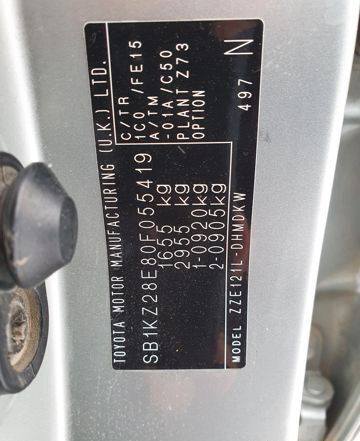 TOYOTA MOTOR MANUFACTURING (U.K.) LTD.
SB1KZ28E80F055419
1655 kg
2955 kg
1-0920kg
2-0905kg
C/TR
1C0 /FE15
A/TM
-01A/C50
PLANT Z73
OPTION
MODEL ZZE121L-DHMDKW
497 N